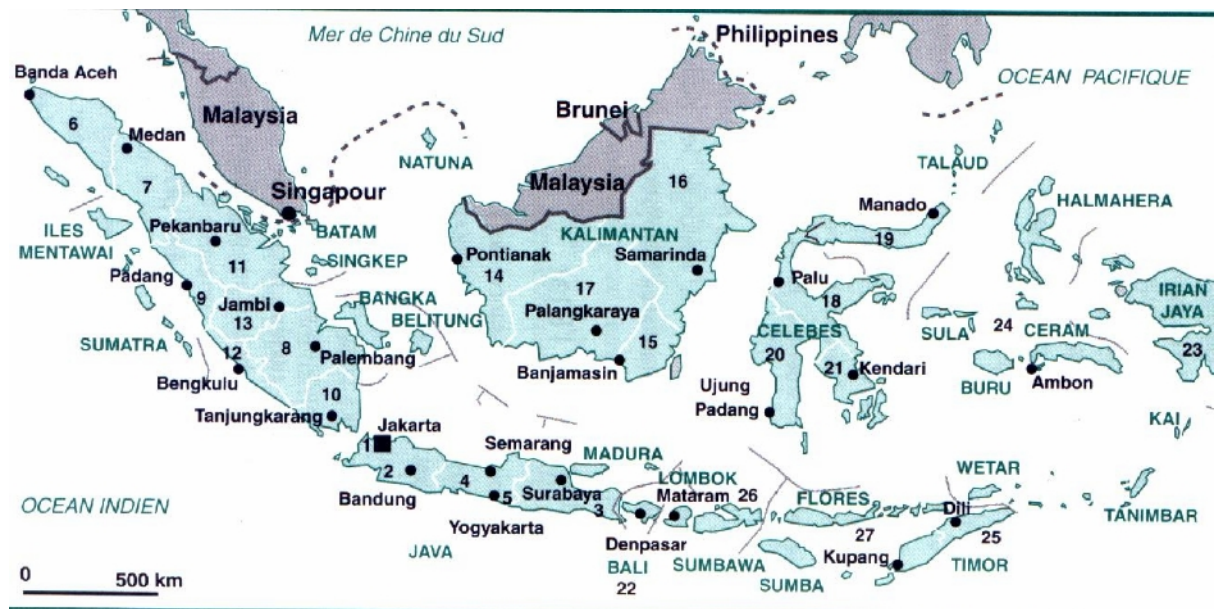 Mer de Chine du Sud
Philippines
OCEAN PACIFIQUE
Banda Aceh
6
Malaysia
Brunei
Medan
NATUNA
TALAUD
16
7
Malaysia
Singapour
HALMAHERA
Manado
ILES
MENTAWAI
Pekanbaru
BATAM
KALIMANTAN
19
11
SINGKEP
Pontianak
14
Samarinda
Padang
9
Palu
17
18
IRIAN
JAYA
Jambi
BANGKA
13
BELITUNG
Palangkaraya
CELEBES
SULA
24
CERAM
SUMATRA
12
8
Palembang
15
20
23
Bengkulu
Banjamasin
21
Kendari
BURU
Ambon
10
Ujung
Padang
Tanjungkarang
KAI
Jakarta
1
Semarang
MADURA
2
4
LOMBOK
WETAR
Bandung
5
Surabaya
3
Mataram
26
FLORES
OCEAN INDIEN
Dili
TANIMBAR
Yogyakarta
27
25
JAVA
Denpasar
BALI
SUMBAWA
Kupang
TIMOR
SUMBA
22
0
500 km